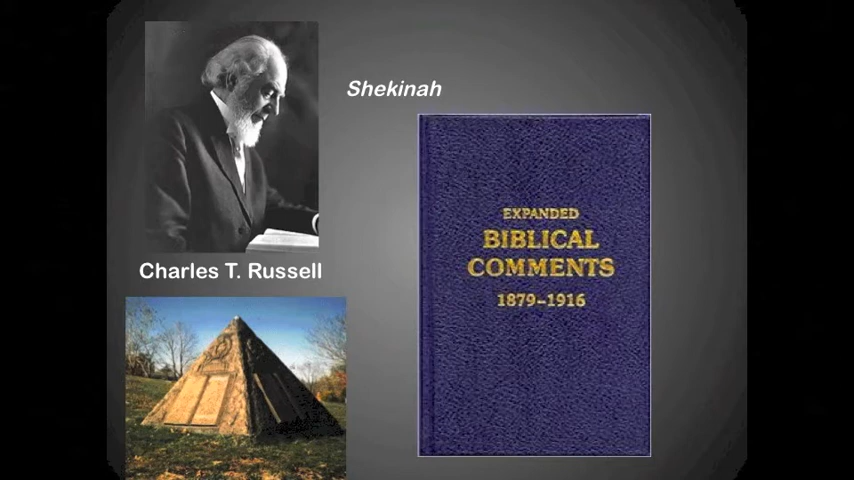 Shekinah
Charles T. Russell
EXPANDED
BIBLICAL
COMMENTS
1879–1916